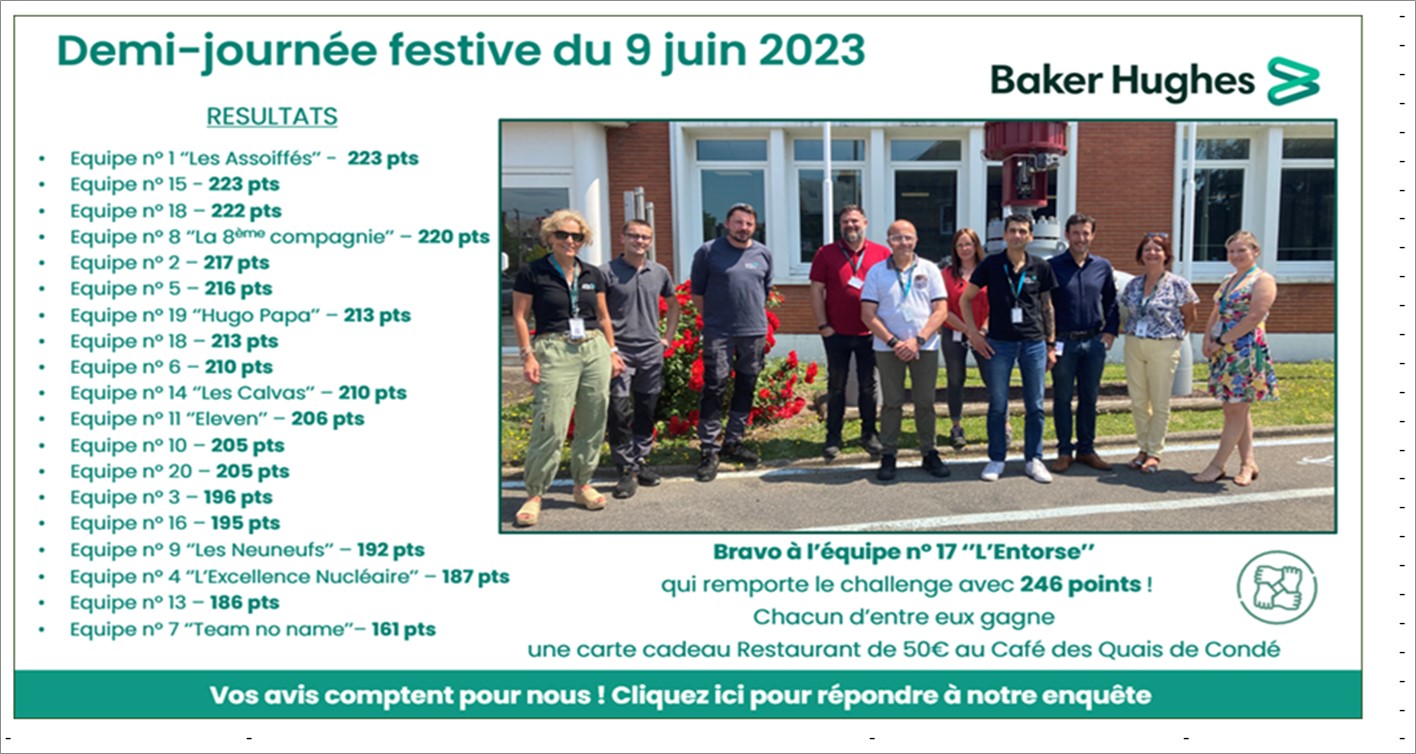 Demi-journée festive du 9 juin 2023
Baker Hughes
RESULTATS
• Equipe n° 1 ‘’Les Assoiffés’’ - 223 pts
• Equipe n° 15 - 223 pts
• Equipe n° 18 – 222 pts
• Equipe n° 8 ‘’La 8ème compagnie’’ – 220 pts
• Equipe n° 2 – 217 pts
• Equipe n° 5 – 216 pts
• Equipe n° 19 ‘’Hugo Papa’’ – 213 pts
• Equipe n° 18 – 213 pts
• Equipe n° 6 – 210 pts
• Equipe n° 14 ‘’Les Calvas’’ – 210 pts
• Equipe n° 11 ‘’Eleven’’ – 206 pts
• Equipe n° 10 – 205 pts
• Equipe n° 20 – 205 pts
• Equipe n° 3 – 196 pts
• Equipe n° 16 – 195 pts
• Equipe n° 9 ‘’Les Neuneufs’’ – 192 pts
• Equipe n° 4 ‘’L’Excellence Nucléaire’’ – 187 pts
• Equipe n° 13 – 186 pts
• Equipe n° 7 ‘’Team no name’’– 161 pts
Bravo à l’équipe n° 17 ‘’L’Entorse’’
qui remporte le challenge avec 246 points !
Chacun d’entre eux gagne
une carte cadeau Restaurant de 50€ au Café des Quais de Condé
Vos avis comptent pour nous ! Cliquez ici pour répondre à notre enquête